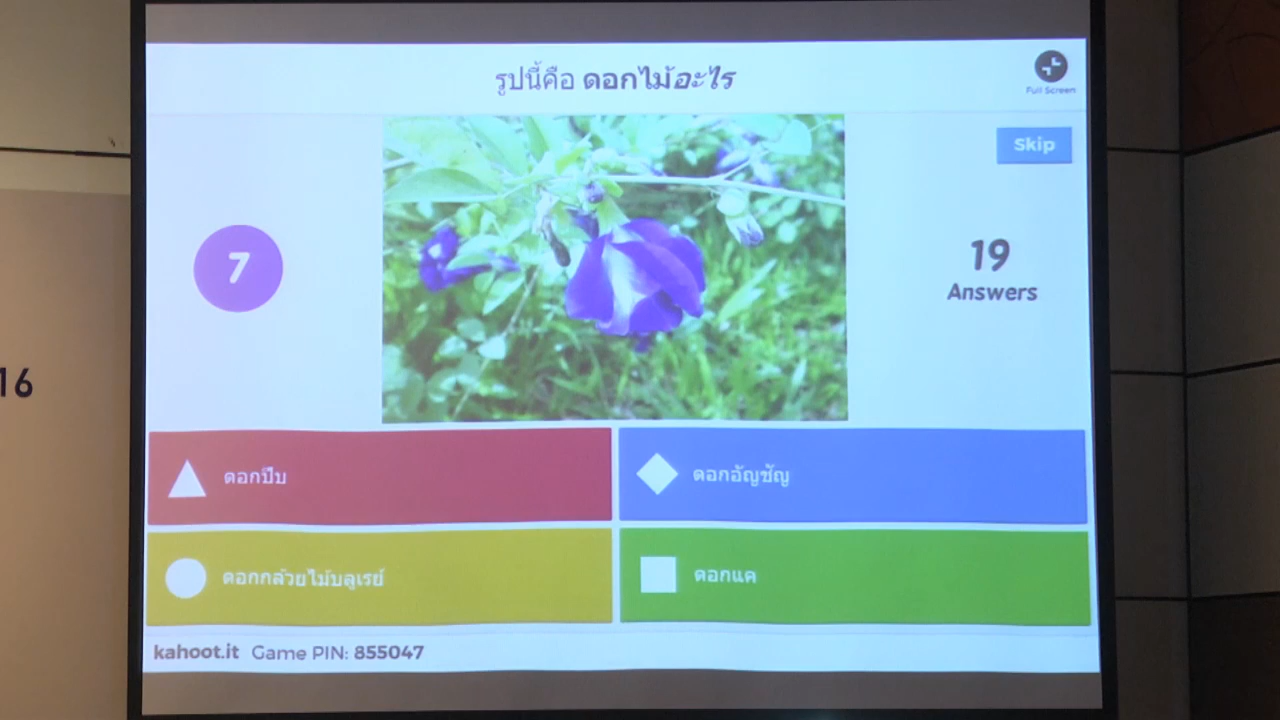 รูปนี้คือ ดอกไม้อะไร
Full Screen
Skip
7
19
Answers
16
ดอกปีบ
ดอกอัญชัญ
ดอกกล้วยไม้บลูเรย์
ดอกแค
kahoot.it Game PIN: 855047